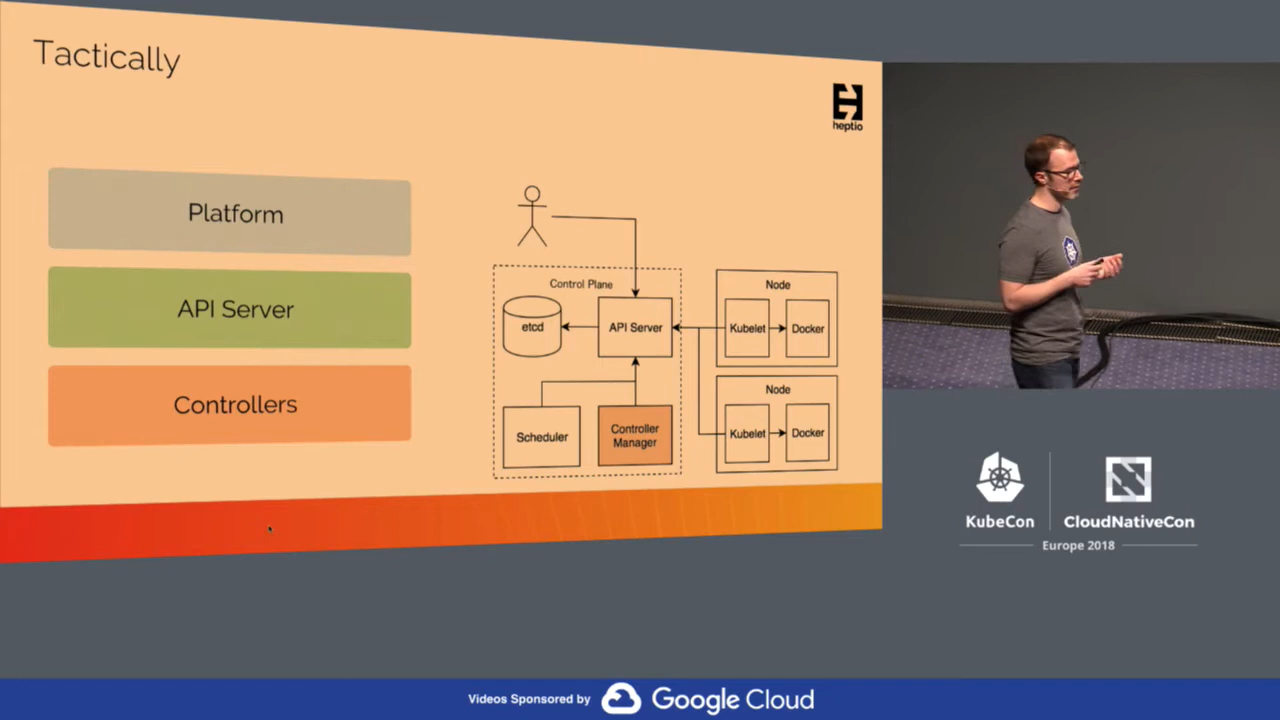 Tactically
heptio
Platform
API Server
Controllers
Control Plane
etcd
API Server
Scheduler
Controller
Manager
Node
Kubelet
Docker
Node
Kubelet
Docker
KubeCon
CloudNativeCon
Europe 2018
Videos Sponsored by
Google Cloud